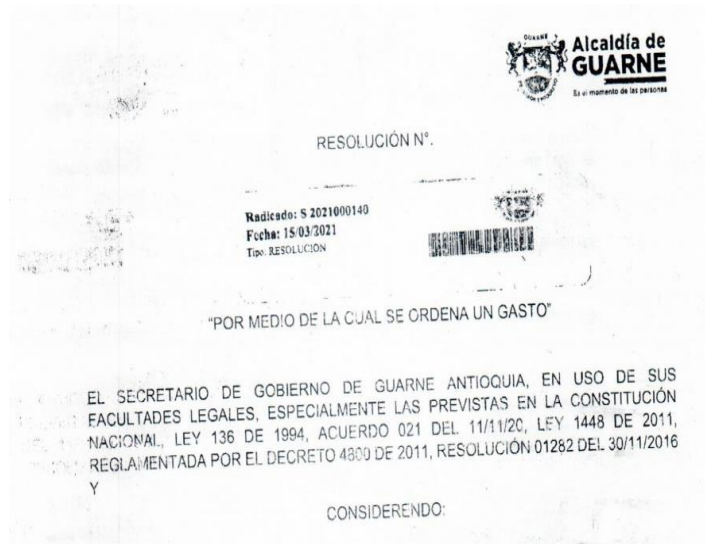 GUARNE
Alcaldía de
GUARNE
Es el momento de las personas
RESOLUCIÓN N°.
Radicado: S 2021000140
Fecha: 15/03/2021
Tipo: RESOLUCION
"POR MEDIO DE LA CUAL SE ORDENA UN GASTO"
EL SECRETARIO DE GOBIERNO DE GUARNE ANTIOQUIA, EN USO DE SUS
FACULTADES LEGALES, ESPECIALMENTE LAS PREVISTAS EN LA CONSTITUCIÓN
NACIONAL, LEY 136 DE 1994, ACUERDO 021 DEL 11/11/20, LEY 1448 DE 2011,
REGLAMENTADA POR EL DECRETO 4800 DE 2011, RESOLUCIÓN 01282 DEL 30/11/2016
Y
CONSIDERENDO: